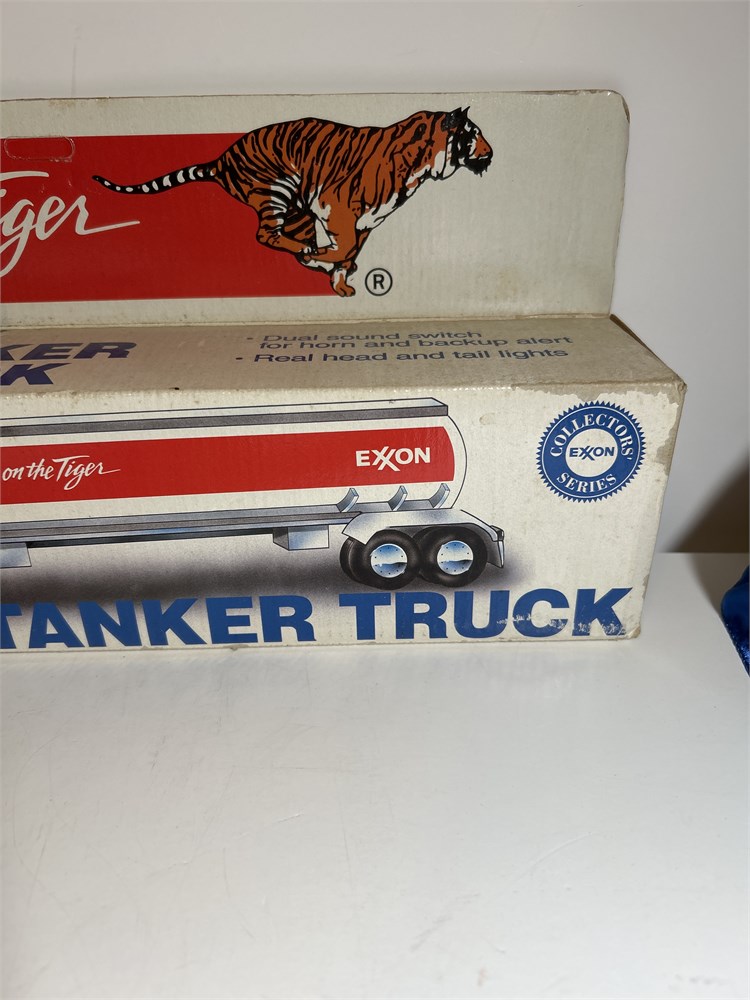 Tiger
®
KER
K
• Dual sound switch
for horn and backup alert
• Real head and tail lights
on the Tiger
EXXON
COLLECTORS'
EXXON
SERIES
TANKER TRUCK